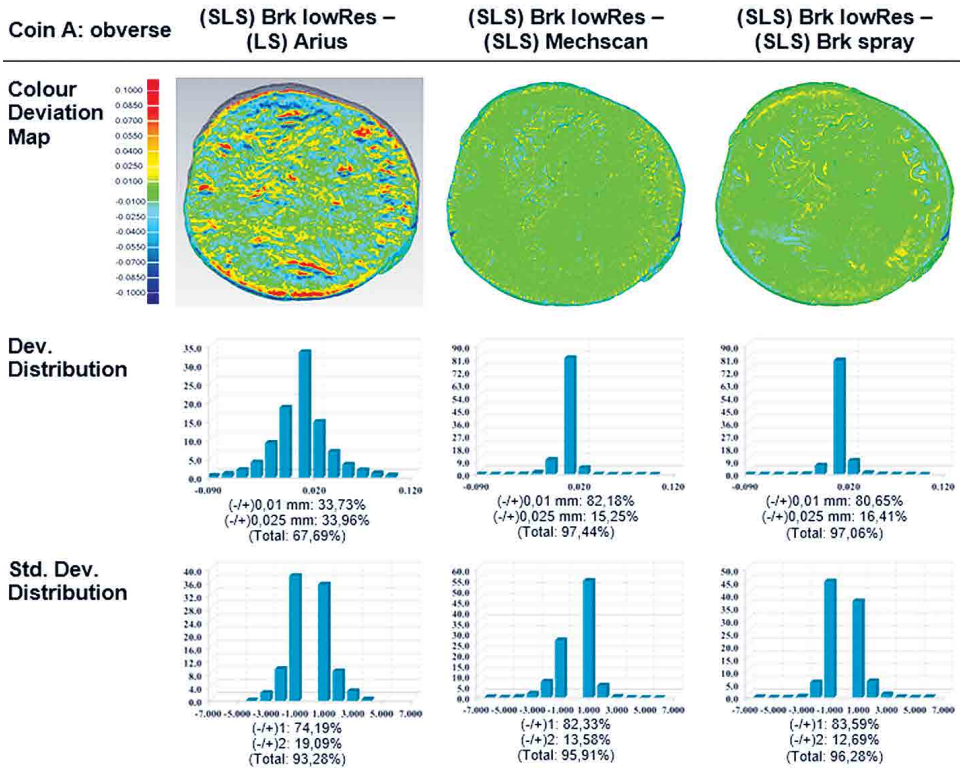 Coin A: obverse
(SLS) Brk lowRes –
(LS) Arius
(SLS) Brk lowRes –
(SLS) Mechscan
(SLS) Brk lowRes –
(SLS) Brk spray
Colour
Deviation
Map
0.1000
0.0850
0.0700
0.0550
0.0400
0.0250
0.0100
-0.0100
-0.0250
-0.0400
-0.0550
-0.0700
-0.0850
-0.1000
Dev.
Distribution
35.0
30.0
25.0
20.0
15.0
10.0
5.0
0.0
-0.090 0.020 0.120
(-/+)0,01 mm: 33,73%
(-/+)0,025 mm: 33,96%
(Total: 67,69%)
90.0
81.0
72.0
63.0
54.0
45.0
36.0
27.0
18.0
9.0
0.0
-0.090 0.020 0.120
(-/+)0,01 mm: 82,18%
(-/+)0,025 mm: 15,25%
(Total: 97,44%)
90.0
81.0
72.0
63.0
54.0
45.0
36.0
27.0
18.0
9.0
0.0
-0.090 0.020 0.120
(-/+)0,01 mm: 80,65%
(-/+)0,025 mm: 16,41%
(Total: 97,06%)
Std. Dev.
Distribution
40.0
36.0
32.0
28.0
24.0
20.0
16.0
12.0
8.0
4.0
0.0
-7.000 -5.000 -3.000 -1.000 1.000 3.000 5.000 7.000
(-/+)1: 74,19%
(-/+)2: 19,09%
(Total: 93,28%)
60.0
55.0
50.0
45.0
40.0
35.0
30.0
25.0
20.0
15.0
10.0
5.0
0.0
-7.000 -5.000 -3.000 -1.000 1.000 3.000 5.000 7.000
(-/+)1: 82,33%
(-/+)2: 13,58%
(Total: 95,91%)
50.0
45.0
40.0
35.0
30.0
25.0
20.0
15.0
10.0
5.0
0.0
-7.000 -5.000 -3.000 -1.000 1.000 3.000 5.000 7.000
(-/+)1: 83,59%
(-/+)2: 12,69%
(Total: 96,28%)